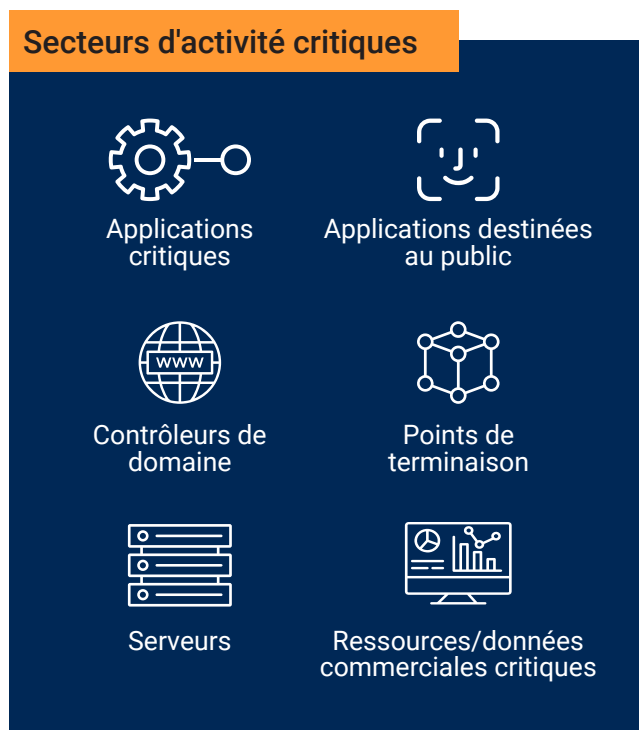 Secteurs d'activité critiques
Applications
critiques
Applications destinées
au public
www
Contrôleurs de
domaine
Points de
terminaison
Serveurs
Ressources/données
commerciales critiques